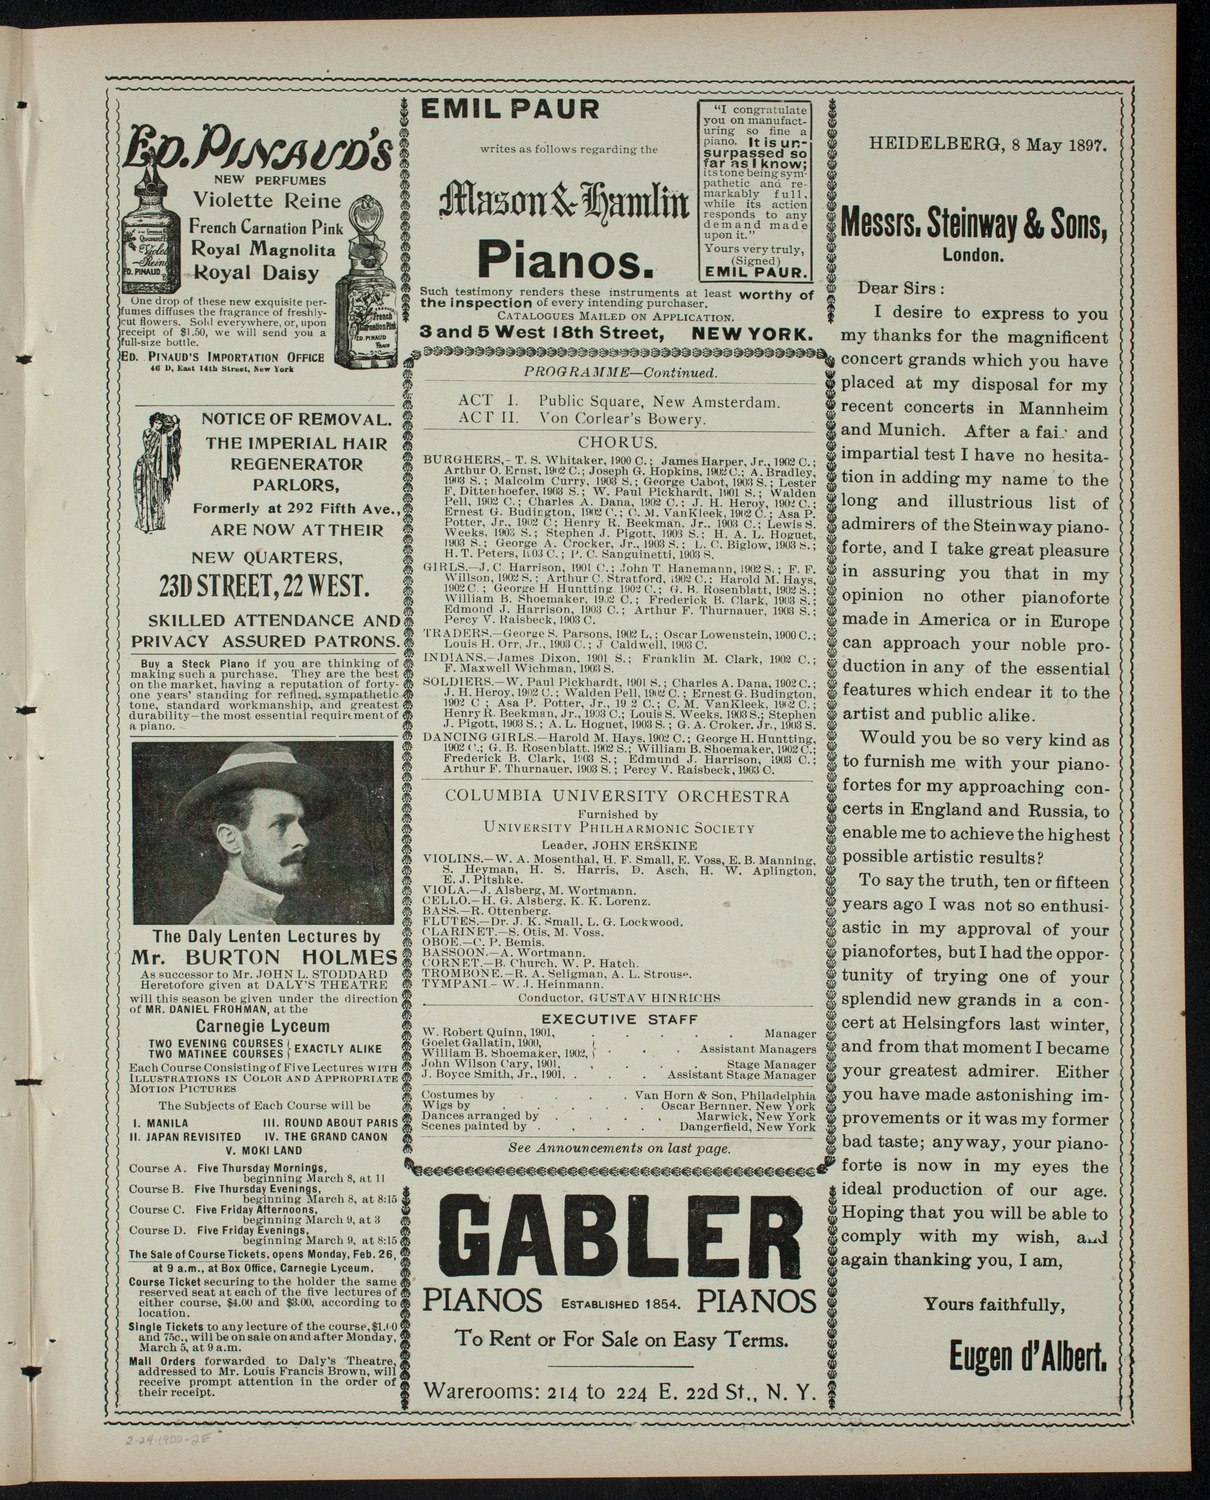 ED. PINAUD'S
NEW PERFUMES
Violette Reine
French Carnation Pink
Royal Magnolita
Royal Daisy
One drop of these new exquisite per-
fumes diffuses the fragrance of freshly-
cut flowers. Sold everywhere, or, upon
receipt of $1.50, we will send you a
full-size bottle.
ED. PINAUD'S IMPORTATION OFFICE
46 D, East 14th Street, New York
NOTICE OF REMOVAL.
THE IMPERIAL HAIR
REGENERATOR
PARLORS,
Formerly at 292 Fifth Ave.,
ARE NOW AT THEIR
NEW QUARTERS,
23D STREET, 22 WEST.
SKILLED ATTENDANCE AND
PRIVACY ASSURED PATRONS.
Buy a Steck Piano if you are thinking of
making such a purchase. They are the best
on the market, having a reputation of forty-
one years' standing for refined, sympathetic
tone, standard workmanship, and greatest
durability—the most essential requirement of
a piano.
The Daly Lenten Lectures by
Mr. BURTON HOLMES
As successor to Mr. JOHN L. STODDARD
Heretofore given at DALY'S THEATRE
will this season be given under the direction
of MR. DANIEL FROHMAN, at the
Carnegie Lyceum
TWO EVENING COURSES
TWO MATINEE COURSES } EXACTLY ALIKE
Each Course Consisting of Five Lectures WITH
ILLUSTRATIONS IN COLOR AND APPROPRIATE
MOTION PICTURES
The Subjects of Each Course will be
I. MANILA III. ROUND ABOUT PARIS
II. JAPAN REVISITED IV. THE GRAND CANON
V. MOKI LAND
Course A. Five Thursday Mornings,
beginning March 8, at 11
Course B. Five Thursday Evenings,
beginning March 8, at 8:15
Course C. Five Friday Afternoons,
beginning March 9, at 3
Course D. Five Friday Evenings,
beginning March 9, at 8:15
The Sale of Course Tickets, opens Monday, Feb. 26,
at 9 a.m., at Box Office, Carnegie Lyceum.
Course Ticket securing to the holder the same
reserved seat at each of the five lectures of
either course, $4.00 and $3.00, according to
location.
Single Tickets to any lecture of the course, $1.00
and 75c., will be on sale on and after Monday,
March 5, at 9 a.m.
Mail Orders forwarded to Daly's Theatre,
addressed to Mr. Louis Francis Brown, will
receive prompt attention in the order of
their receipt.
EMIL PAUR
writes as follows regarding the
Mason & Hamlin
Pianos.
"I congratulate
you on manufact-
uring so fine a
piano. It is un-
surpassed so
far as I know;
its tone being sym-
pathetic and re-
markably full,
while its action
responds to any
demand made
upon it."
Yours very truly,
(Signed)
EMIL PAUR.
Such testimony renders these instruments at least worthy of
the inspection of every intending purchaser.
CATALOGUES MAILED ON APPLICATION.
3 and 5 West 18th Street, NEW YORK.
PROGRAMME—Continued.
ACT I. Public Square, New Amsterdam.
ACT II. Von Corlear's Bowery.
CHORUS.
BURGHERS,- T. S. Whitaker, 1900 C.; James Harper, Jr., 1902 C.;
Arthur O. Ernst, 1902 C.; Joseph G. Hopkins, 1902 C.; A. Bradley,
1903 S.; Malcolm Curry, 1903 S.; George Cabot, 1903 S.; Lester
F. Dittenhoefer, 1903 S.; W. Paul Pickhardt, 1901 S.; Walden
Pell, 1902 C.; Charles A. Dana, 1902 C.; J. H. Heroy, 1902 C.;
Ernest G. Budington, 1902 C.; C. M. VanKleek, 1902 C.; Asa P.
Potter, Jr., 1902 C; Henry R. Beekman, Jr., 1903 C.; Lewis S.
Weeks, 1903 S.; Stephen J. Pigott, 1903 S.; H. A. L. Hoguet,
1903 S.; George A. Crocker, Jr., 1903 S.; L. C. Biglow, 1903 S.;
H. T. Peters, 1903 C.; P. C. Sanguinetti, 1903 S.
GIRLS.—J. C. Harrison, 1901 C.; John T. Hanemann, 1902 S.; F. F.
Willson, 1902 S.; Arthur C. Stratford, 1902 C.; Harold M. Hays,
1902 C.; George H Huntting, 1902 C.; G. B. Rosenblatt, 1902 S.;
William B. Shoemaker, 1902 C.; Frederick B. Clark, 1903 S.;
Edmond J. Harrison, 1903 C.; Arthur F. Thurnauer, 1903 S.;
Percy V. Raisbeck, 1903 C.
TRADERS.—George S. Parsons, 1902 L.; Oscar Lowenstein, 1900 C.;
Louis H. Orr, Jr., 1903 C.; J Caldwell, 1903 C.
INDIANS.—James Dixon, 1901 S.; Franklin M. Clark, 1902 C.;
F. Maxwell Wichman, 1903 S.
SOLDIERS.—W. Paul Pickhardt, 1901 S.; Charles A. Dana, 1902 C.;
J. H. Heroy, 1902 C.; Walden Pell, 1902 C.; Ernest G. Budington,
1902 C; Asa P. Potter, Jr., 19 2 C.; C. M. VanKleek, 1902 C.;
Henry R. Beekman, Jr., 1903 C.; Louis S. Weeks, 1903 S.; Stephen
J. Pigott, 1903 S.; A. L. Hoguet, 1903 S.; G. A. Croker, Jr., 1903 S.
DANCING GIRLS.—Harold M. Hays, 1902 C.; George H. Huntting,
1902 C.; G. B. Rosenblatt, 1902 S.; William B. Shoemaker, 1902 C.;
Frederick B. Clark, 1903 S.; Edmund J. Harrison, 1903 C.;
Arthur F. Thurnauer, 1903 S.; Percy V. Raisbeck, 1903 C.
COLUMBIA UNIVERSITY ORCHESTRA
Furnished by
UNIVERSITY PHILHARMONIC SOCIETY
Leader, JOHN ERSKINE
VIOLINS.—W. A. Mosenthal, H. F. Small, E. Voss, E. B. Manning,
S. Heyman, H. S. Harris, D. Asch, H. W. Aplington,
E. J. Pitshke.
VIOLA.—J. Alsberg, M. Wortmann.
CELLO.—H. G. Alsberg, K. K. Lorenz.
BASS.—R. Ottenberg.
FLUTES.—Dr. J. K. Small, L. G. Lockwood.
CLARINET.—S. Otis, M. Voss.
OBOE.—C. P. Bemis.
BASSOON.—A. Wortmann.
CORNET.—B. Church, W. P. Hatch.
TROMBONE.—R. A. Seligman, A. L. Strouse.
TYMPANI.—W. J. Heinmann.
Conductor, GUSTAV HINRICHS
EXECUTIVE STAFF
W. Robert Quinn, 1901, . . . . Manager
Goelet Gallatin, 1900,
William B. Shoemaker, 1902, } . . . Assistant Managers
John Wilson Cary, 1901, . . . Stage Manager
J. Boyce Smith, Jr., 1901. . . . Assistant Stage Manager
Costumes by . . . . Van Horn & Son, Philadelphia
Wigs by . . . . Oscar Bernner, New York
Dances arranged by . . . . Marwick, New York
Scenes painted by . . . . Dangerfield, New York
See Announcements on last page.
GABLER
PIANOS ESTABLISHED 1854. PIANOS
To Rent or For Sale on Easy Terms.
Warerooms: 214 to 224 E. 22d St., N. Y.
HEIDELBERG, 8 May 1897.
Messrs. Steinway & Sons,
London.
Dear Sirs:
I desire to express to you
my thanks for the magnificent
concert grands which you have
placed at my disposal for my
recent concerts in Mannheim
and Munich. After a fair and
impartial test I have no hesita-
tion in adding my name to the
long and illustrious list of
admirers of the Steinway piano-
forte, and I take great pleasure
in assuring you that in my
opinion no other pianoforte
made in America or in Europe
can approach your noble pro-
duction in any of the essential
features which endear it to the
artist and public alike.
Would you be so very kind as
to furnish me with your piano-
fortes for my approaching con-
certs in England and Russia, to
enable me to achieve the highest
possible artistic results?
To say the truth, ten or fifteen
years ago I was not so enthusi-
astic in my approval of your
pianofortes, but I had the oppor-
tunity of trying one of your
splendid new grands in a con-
cert at Helsingfors last winter,
and from that moment I became
your greatest admirer. Either
you have made astonishing im-
provements or it was my former
bad taste; anyway, your piano-
forte is now in my eyes the
ideal production of our age.
Hoping that you will be able to
comply with my wish, and
again thanking you, I am,
Yours faithfully,
Eugen d'Albert.
2-24-1900-2E